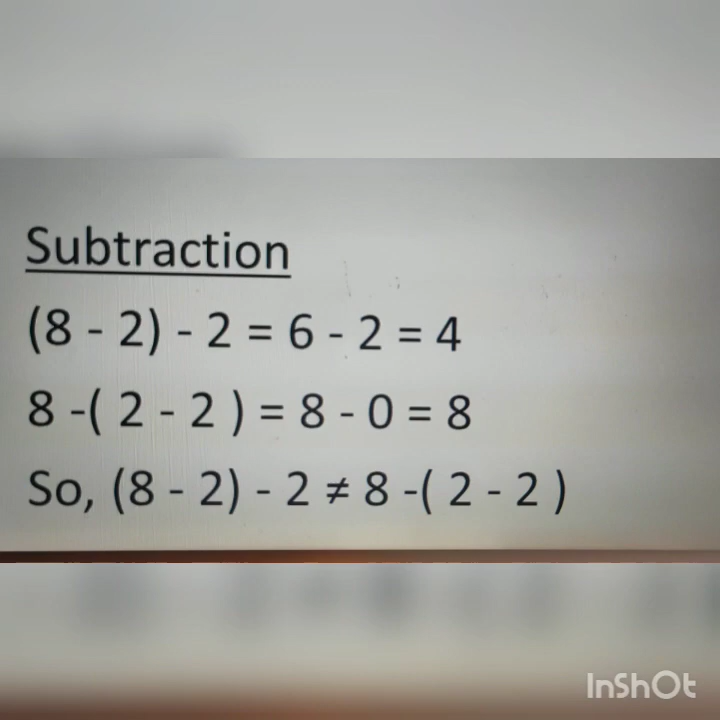 Subtraction
(8 - 2) - 2 = 6 - 2 = 4
8 -( 2 - 2 ) = 8 - 0 = 8
So, (8 - 2) - 2 ≠ 8 -( 2 - 2 )
InShOt